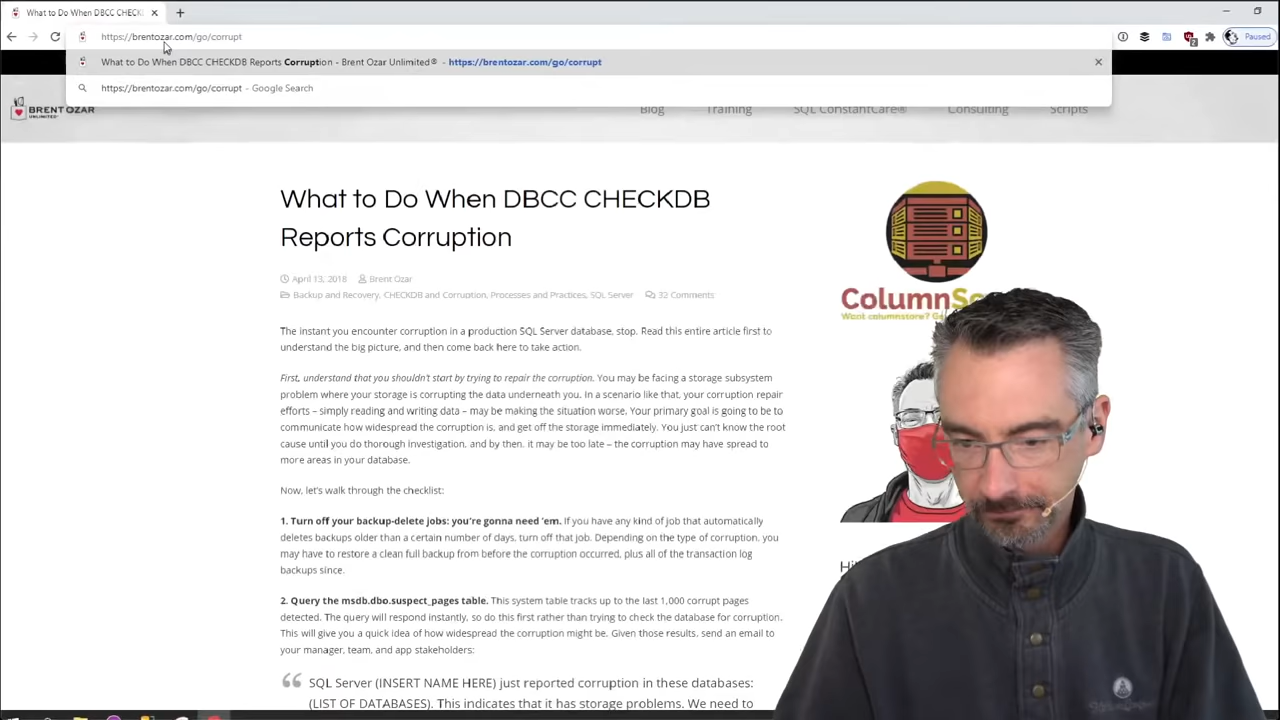 What to Do When DBCC CHECKD
https://brentozar.com/go/corrupt
Paused
What to Do When DBCC CHECKDB Reports Corruption - Brent Ozar Unlimited® - https://brentozar.com/go/corrupt
https://brentozar.com/go/corrupt - Google Search
BRENT OZAR
UNLIMITED
Blog Training SQL ConstantCare® Consulting Scripts
What to Do When DBCC CHECKDB
Reports Corruption
April 13, 2018 Brent Ozar
Backup and Recovery, CHECKDB and Corruption, Processes and Practices, SQL Server 32 Comments
The instant you encounter corruption in a production SQL Server database, stop. Read this entire article first to
understand the big picture, and then come back here to take action.
First, understand that you shouldn't start by trying to repair the corruption. You may be facing a storage subsystem
problem where your storage is corrupting the data underneath you. In a scenario like that, your corruption repair
efforts – simply reading and writing data – may be making the situation worse. Your primary goal is going to be to
communicate how widespread the corruption is, and get off the storage immediately. You just can't know the root
cause until you do thorough investigation, and by then, it may be too late – the corruption may have spread to
more areas in your database.
Now, let's walk through the checklist:
1. Turn off your backup-delete jobs: you're gonna need 'em. If you have any kind of job that automatically
deletes backups older than a certain number of days, turn off that job. Depending on the type of corruption, you
may have to restore a clean full backup from before the corruption occurred, plus all of the transaction log
backups since.
2. Query the msdb.dbo.suspect_pages table. This system table tracks up to the last 1,000 corrupt pages
detected. The query will respond instantly, so do this first rather than trying to check the database for corruption.
This will give you a quick idea of how widespread the corruption might be. Given those results, send an email to
your manager, team, and app stakeholders:
SQL Server (INSERT NAME HERE) just reported corruption in these databases:
(LIST OF DATABASES). This indicates that it has storage problems. We need to
ColumnSc
Want columnstore?